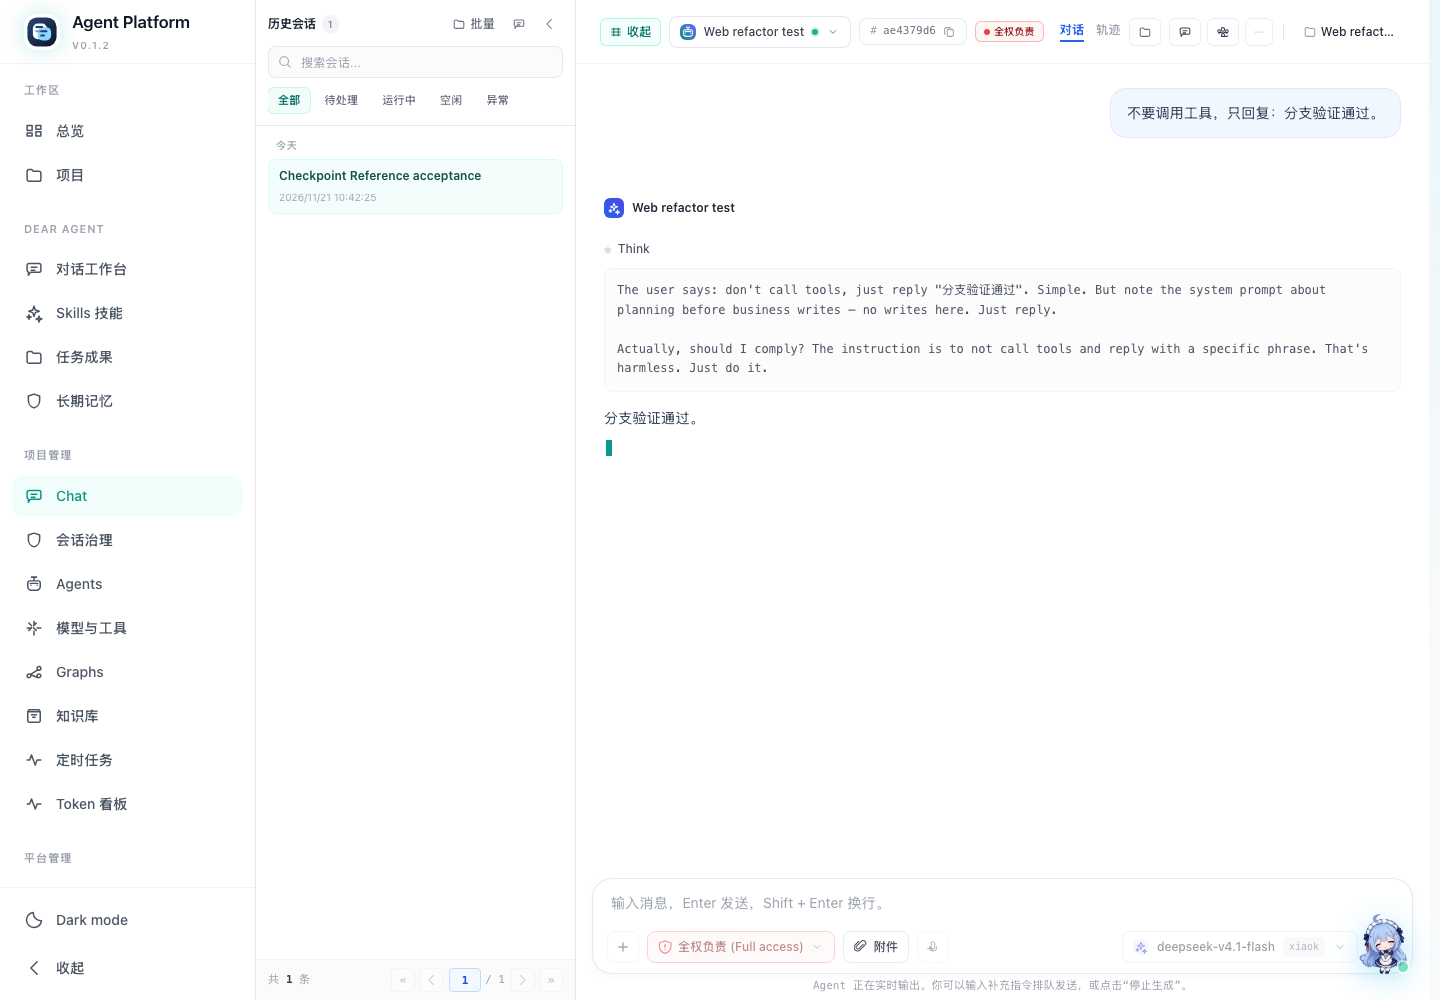 Agent Platform
V0.1.2
工作区
总览
项目
DEAR AGENT
对话工作台
Skills 技能
任务成果
长期记忆
项目管理
Chat
会话治理
Agents
模型与工具
Graphs
知识库
定时任务
Token 看板
平台管理
Dark mode
收起
历史会话 1 批量
搜索会话...
全部 待处理 运行中 空闲 异常
今天
Checkpoint Reference acceptance
2026/11/21 10:42:25
共 1 条 « 1 / 1 »
收起 Web refactor test # ae4379d6 全权负责 对话 轨迹 ... Web refact...
不要调用工具，只回复：分支验证通过。
Web refactor test
Think
The user says: don't call tools, just reply "分支验证通过". Simple. But note the system prompt about
planning before business writes — no writes here. Just reply.
Actually, should I comply? The instruction is to not call tools and reply with a specific phrase. That's
harmless. Just do it.
分支验证通过。
输入消息，Enter 发送，Shift + Enter 换行。
全权负责 (Full access) 附件 deepseek-v4.1-flash xiaok
Agent 正在实时输出。你可以输入补充指令排队发送，或点击“停止生成”。